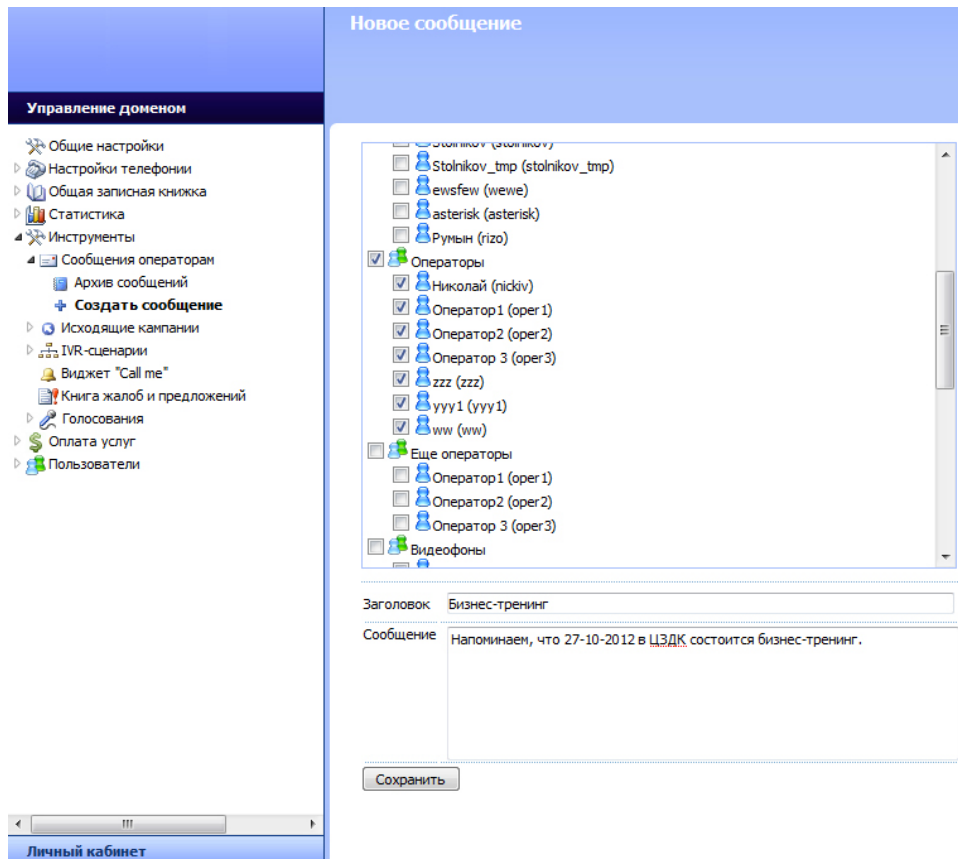 Новое сообщение
Управление доменом
Общие настройки
Настройки телефонии
Общая записная книжка
Статистика
Инструменты
Сообщения операторам
Архив сообщений
Создать сообщение
Исходящие кампании
IVR-сценарии
Виджет "Call me"
Книга жалоб и предложений
Голосования
Оплата услуг
Пользователи
Личный кабинет
Stolnikov (stolnikov)
Stolnikov_tmp (stolnikov_tmp)
ewsfew (wewe)
asterisk (asterisk)
Румын (rizo)
Операторы
Николай (nickiv)
Оператор1 (oper1)
Оператор2 (oper2)
Оператор 3 (oper3)
zzz (zzz)
yyy1 (yyy1)
ww (ww)
Еще операторы
Оператор1 (oper1)
Оператор2 (oper2)
Оператор 3 (oper3)
Видеофоны
Заголовок Бизнес-тренинг
Сообщение Напоминаем, что 27-10-2012 в ЦЗДК состоится бизнес-тренинг.
Сохранить